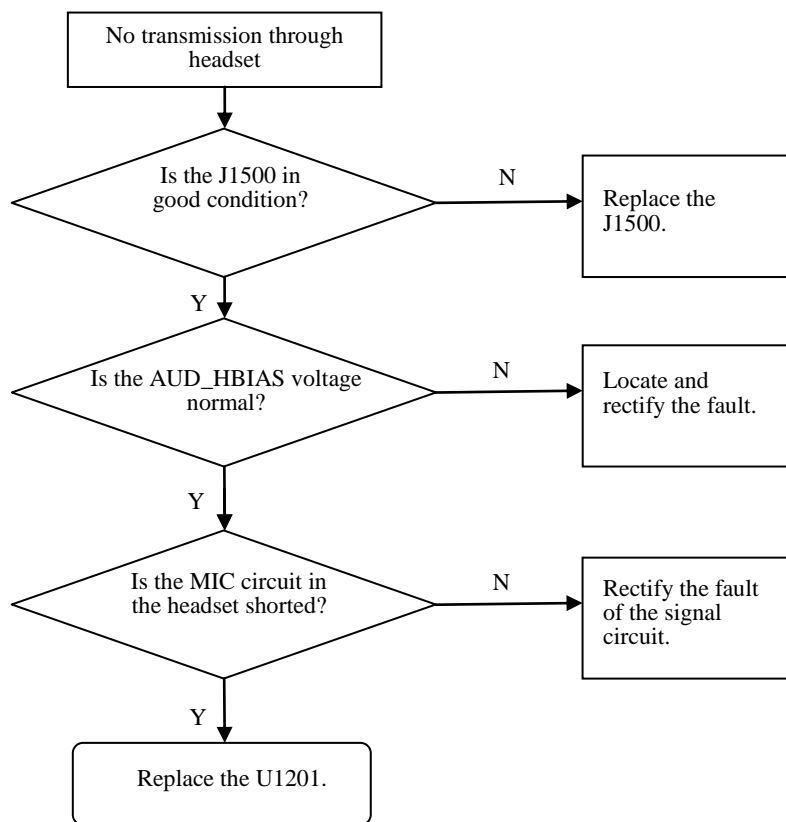 No transmission through
headset
Is the J1500 in
good condition?
N
Replace the
J1500.
Y
Is the AUD_HBIAS voltage
normal?
N
Locate and
rectify the fault.
Y
Is the MIC circuit in
the headset shorted?
N
Rectify the fault
of the signal
circuit.
Y
Replace the U1201.